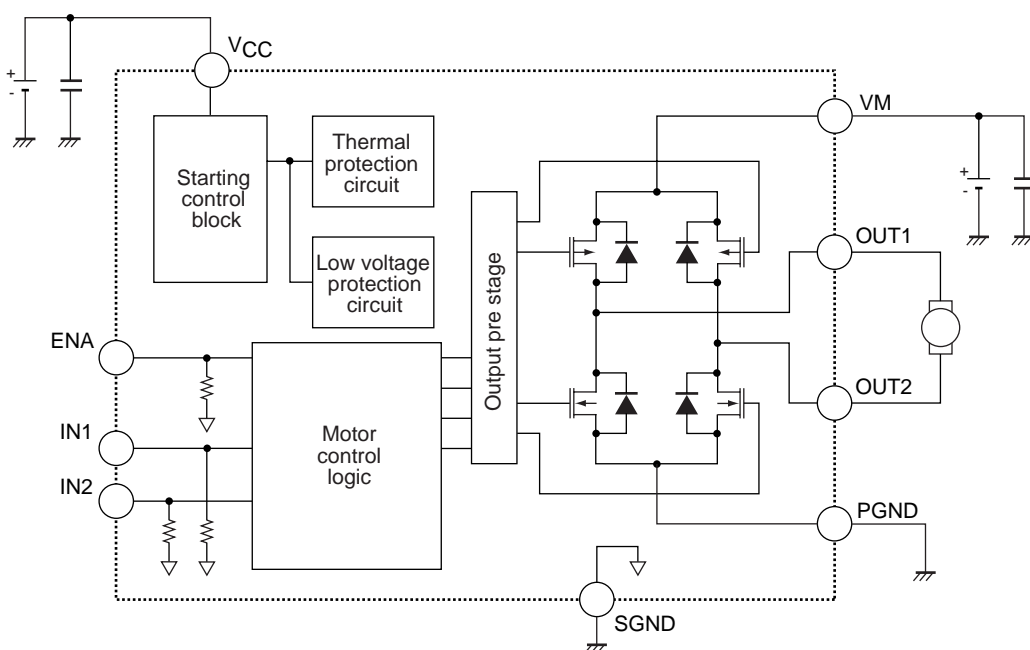 VCC
VM
+
-
Thermal
protection
circuit
Starting
control
block
+
-
OUT1
Low voltage
protection
circuit
Output pre stage
ENA
OUT2
IN1
Motor
control
logic
IN2
PGND
SGND